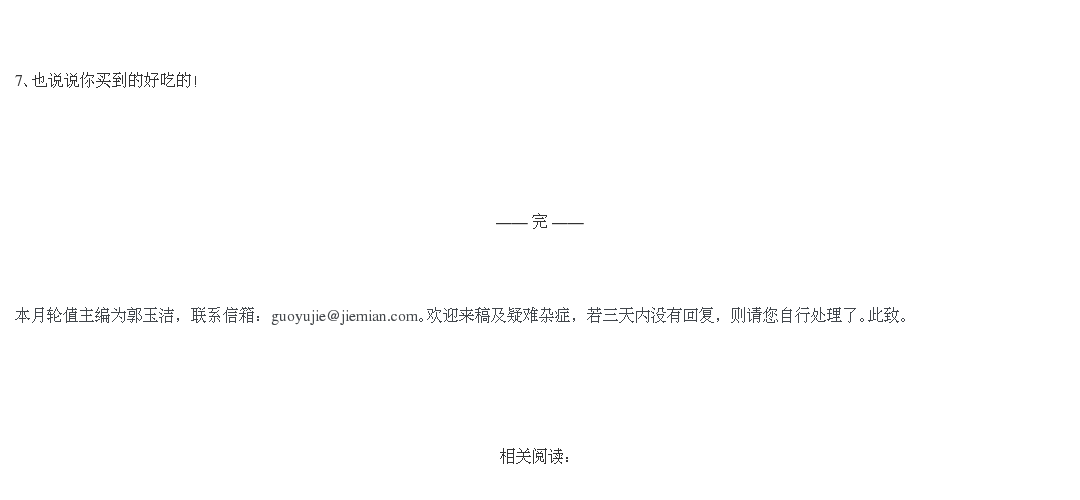 7、也说说你买到的好吃的!
—— 完 ——
本月轮值主编为郭玉洁，联系信箱：guoyujie@jiemian.com。欢迎来稿及疑难杂症，若三天内没有回复，则请您自行处理了。此致。
相关阅读：